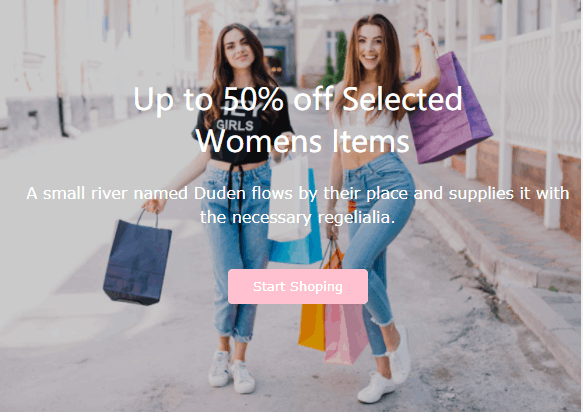 Up to 50% off Selected
Womens Items
GIRLS
A small river named Duden flows by their place and supplies it with
the necessary regelialia.
Start Shoping